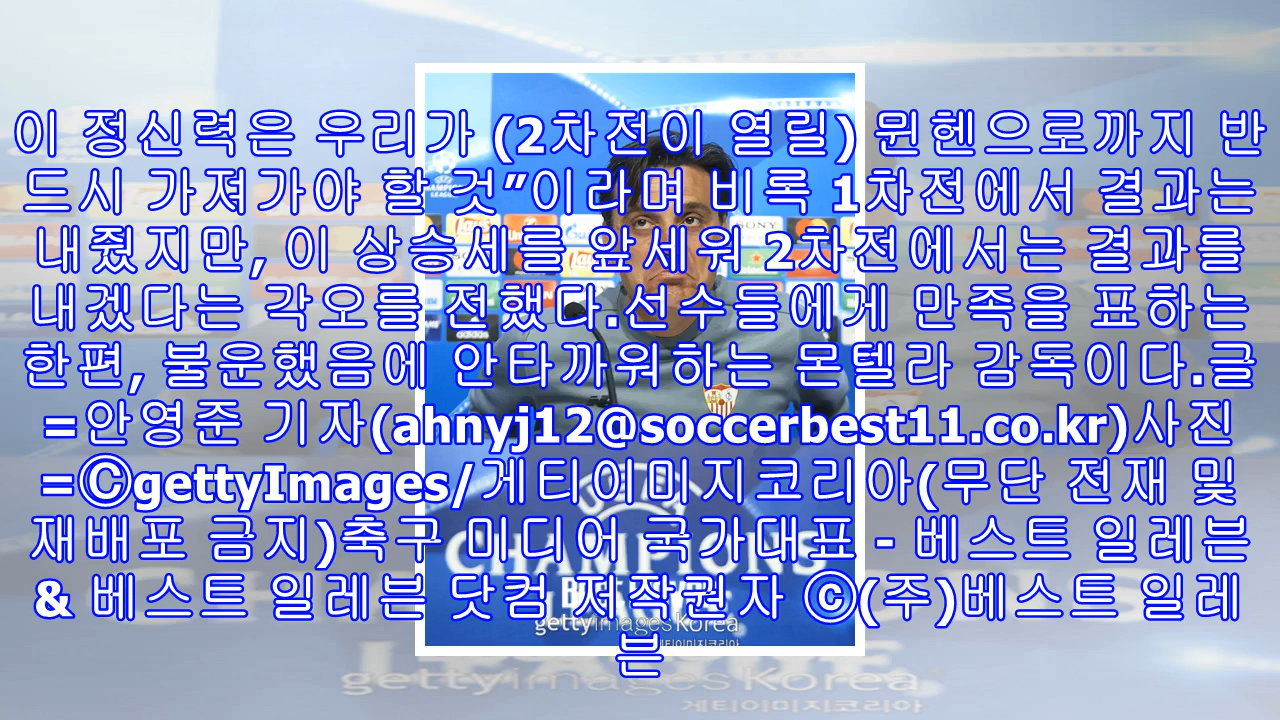 이 정신력은 우리가 (2차전이 열릴) 뮌헨으로까지 반
드시 가져가야 할 것”이라며 비록 1차전에서 결과는
내줬지만, 이 상승세를 앞세워 2차전에서는 결과를
내겠다는 각오를 전했다.선수들에게 만족을 표하는
한편, 불운했음에 안타까워하는 몬텔라 감독이다.글
=안영준 기자(ahnyj12@soccerbest11.co.kr)사진
=ⒸgettyImages/게티이미지코리아(무단 전재 및
재배포 금지)축구 미디어 국가대표 - 베스트 일레븐
& 베스트 일레븐 닷컴 저작권자 ⓒ(주)베스트 일레
븐
SONY
adidas
CHAMPIONS
LEAGUE
gettyimagesKorea
게티이미지코리아
gettyimagesKorea
게티이미지코리아